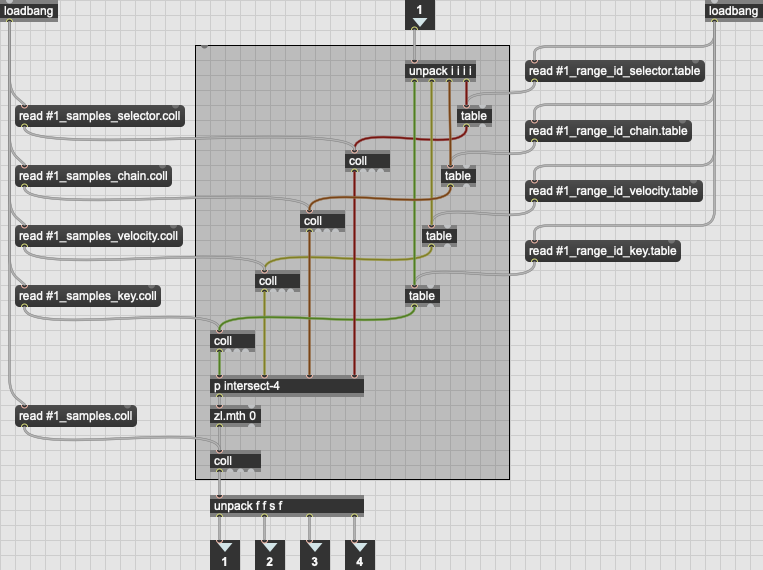 loadbang
1
loadbang
unpack i i i i
read #1_range_id_selector.table
read #1_samples_selector.coll
table
read #1_range_id_chain.table
coll
read #1_samples_chain.coll
table
read #1_range_id_velocity.table
coll
read #1_samples_velocity.coll
table
read #1_range_id_key.table
coll
read #1_samples_key.coll
table
coll
p intersect-4
read #1_samples.coll
zl.mth 0
coll
unpack f f s f
1
2
3
4